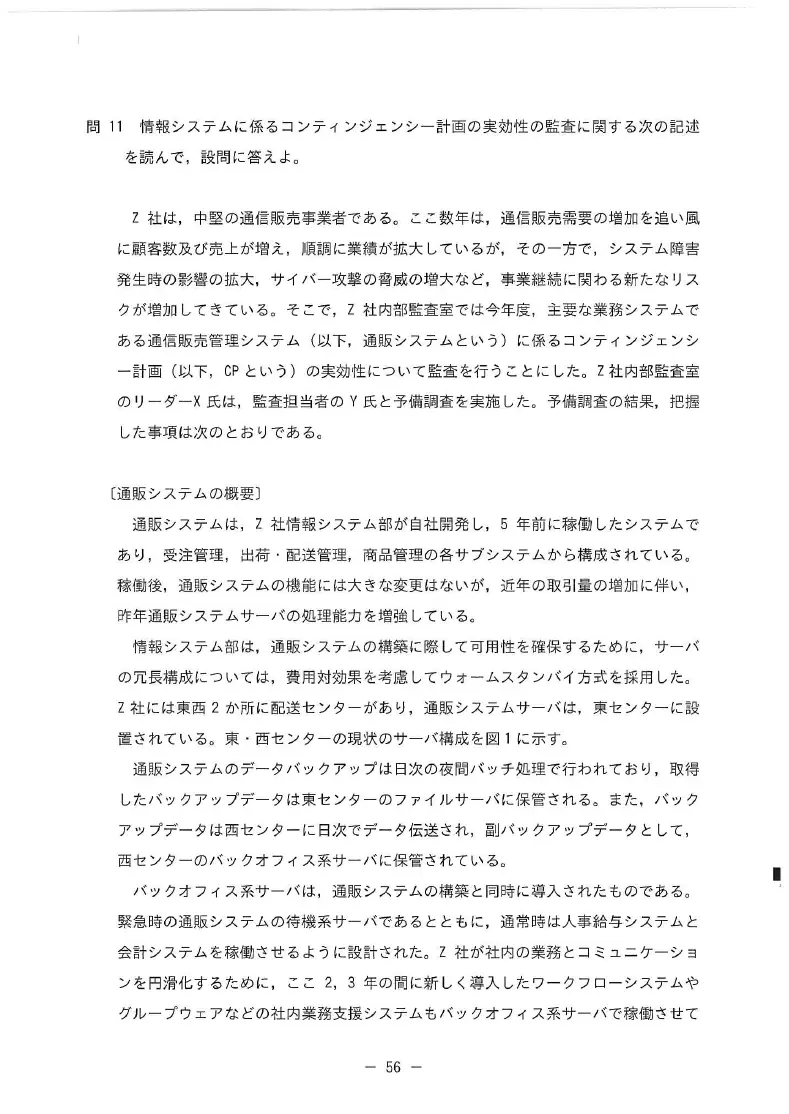 問 11 情報システムに係るコンティンジェンシー計画の実効性の監査に関する次の記述
を読んで，設問に答えよ。
Z 社は，中堅の通信販売事業者である。ここ数年は，通信販売需要の増加を追い風
に顧客数及び売上が増え，順調に業績が拡大しているが，その一方で，システム障害
発生時の影響の拡大，サイバー攻撃の脅威の増大など，事業継続に関わる新たなリス
クが増加してきている。そこで，Z 社内部監査室では今年度，主要な業務システムで
ある通信販売管理システム（以下，通販システムという）に係るコンティンジェンシ
ー計画（以下，CP という）の実効性について監査を行うことにした。Z 社内部監査室
のリーダーX 氏は，監査担当者の Y 氏と予備調査を実施した。予備調査の結果，把握
した事項は次のとおりである。
〔通販システムの概要〕
通販システムは，Z 社情報システム部が自社開発し，5 年前に稼働したシステムで
あり，受注管理，出荷・配送管理，商品管理の各サブシステムから構成されている。
稼働後，通販システムの機能には大きな変更はないが，近年の取引量の増加に伴い，
昨年通販システムサーバの処理能力を増強している。
情報システム部は，通販システムの構築に際して可用性を確保するために，サーバ
の冗長構成については，費用対効果を考慮してウォームスタンバイ方式を採用した。
Z 社には東西 2 か所に配送センターがあり，通販システムサーバは，東センターに設
置されている。東・西センターの現状のサーバ構成を図 1 に示す。
通販システムのデータバックアップは日次の夜間バッチ処理で行われており，取得
したバックアップデータは東センターのファイルサーバに保管される。また，バック
アップデータは西センターに日次でデータ伝送され，副バックアップデータとして，
西センターのバックオフィス系サーバに保管されている。
バックオフィス系サーバは，通販システムの構築と同時に導入されたものである。
緊急時の通販システムの待機系サーバであるとともに，通常時は人事給与システムと
会計システムを稼働させるように設計された。Z 社が社内の業務とコミュニケーショ
ンを円滑化するために，ここ 2，3 年の間に新しく導入したワークフローシステムや
グループウェアなどの社内業務支援システムもバックオフィス系サーバで稼働させて
－ 56 －